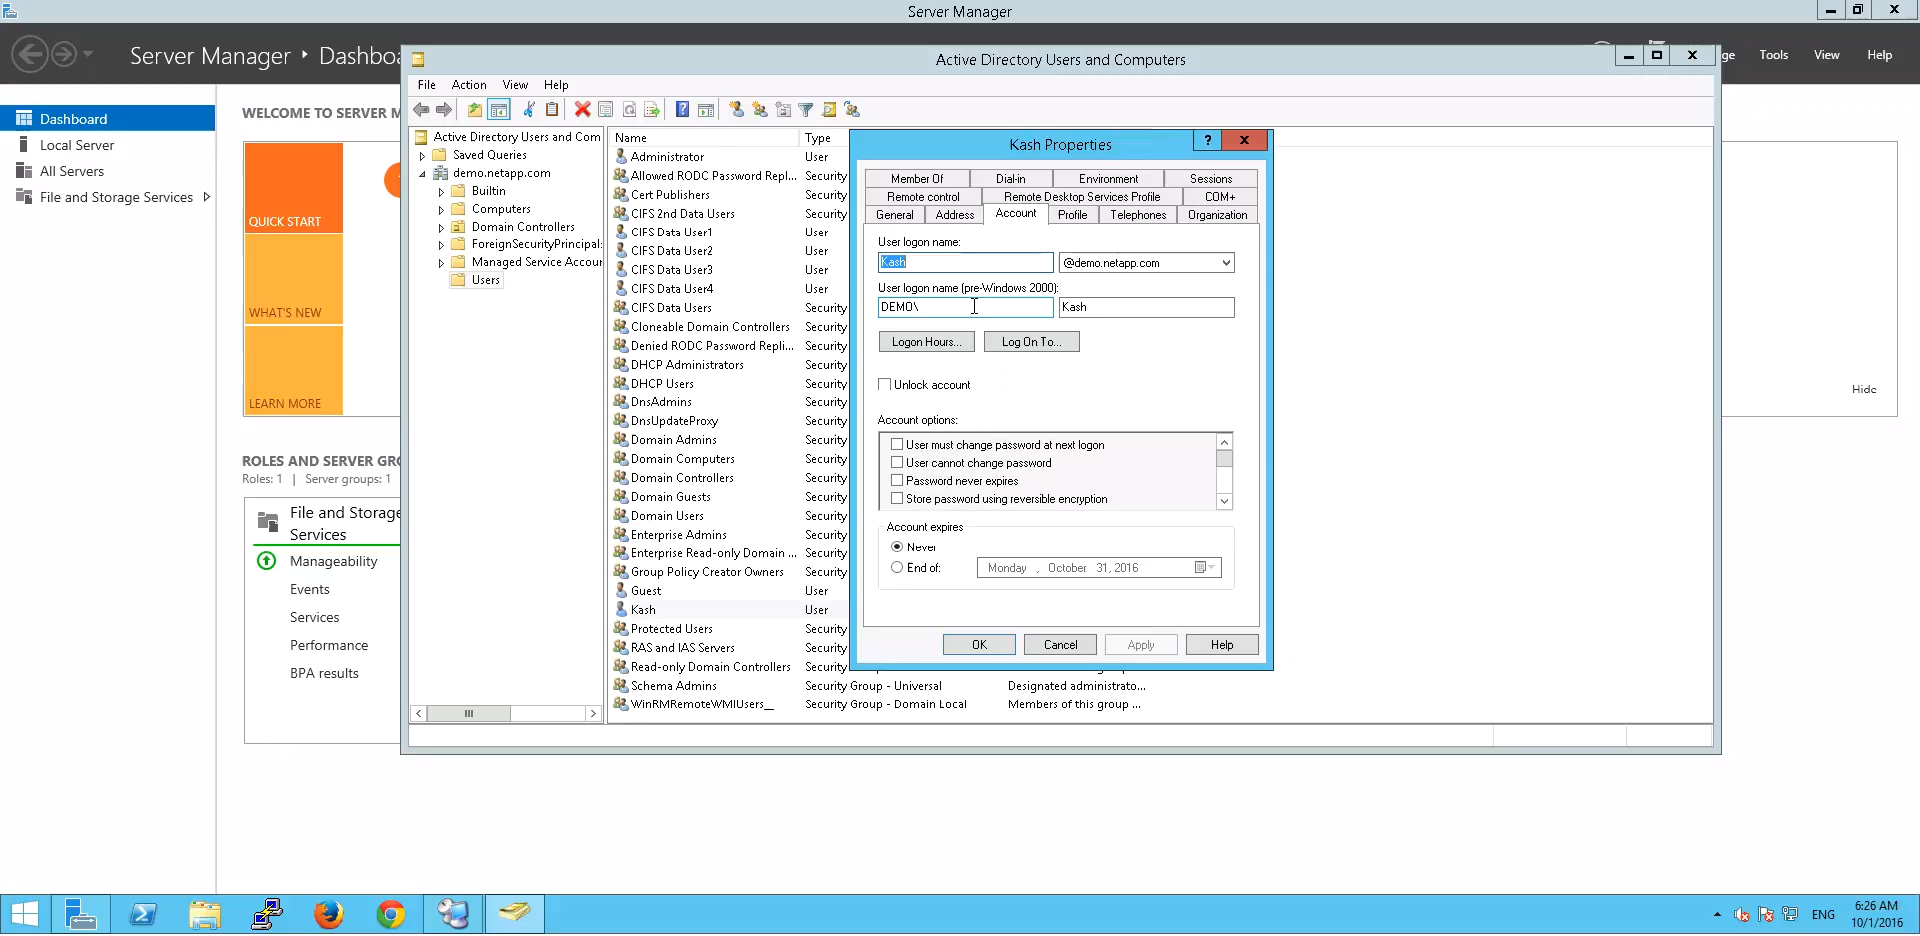 Server Manager
Server Manager ‣ Dashboa
ge Tools View Help
Dashboard
Local Server
All Servers
File and Storage Services
WELCOME TO SERVER M
QUICK START
WHAT'S NEW
LEARN MORE
Hide
ROLES AND SERVER GRO
Roles: 1 | Server groups: 1
File and Storage
Services
Manageability
Events
Services
Performance
BPA results
Active Directory Users and Computers
File Action View Help
Active Directory Users and Com
Saved Queries
demo.netapp.com
Builtin
Computers
Domain Controllers
ForeignSecurityPrincipal:
Managed Service Accour
Users
Name Type
Administrator User
Allowed RODC Password Repl... Security
Cert Publishers Security
CIFS 2nd Data Users Security
CIFS Data User1 User
CIFS Data User2 User
CIFS Data User3 User
CIFS Data User4 User
CIFS Data Users Security
Cloneable Domain Controllers Security
Denied RODC Password Repli... Security
DHCP Administrators Security
DHCP Users Security
DnsAdmins Security
DnsUpdateProxy Security
Domain Admins Security
Domain Computers Security
Domain Controllers Security
Domain Guests Security
Domain Users Security
Enterprise Admins Security
Enterprise Read-only Domain ... Security
Group Policy Creator Owners Security
Guest User
Kash User
Protected Users Security
RAS and IAS Servers Security
Read-only Domain Controllers Security
Schema Admins Security Group - Universal Designated administrato...
WinRMRemoteWMIUsers__ Security Group - Domain Local Members of this group ...
Kash Properties
? X
Member Of Dial-in Environment Sessions
Remote control Remote Desktop Services Profile COM+
General Address Account Profile Telephones Organization
User logon name:
Kash @demo.netapp.com
User logon name (pre-Windows 2000):
DEMO\ Kash
Logon Hours... Log On To...
Unlock account
Account options:
User must change password at next logon
User cannot change password
Password never expires
Store password using reversible encryption
Account expires
Never
End of: Monday , October 31, 2016
OK Cancel Apply Help
ENG
6:26 AM
10/1/2016